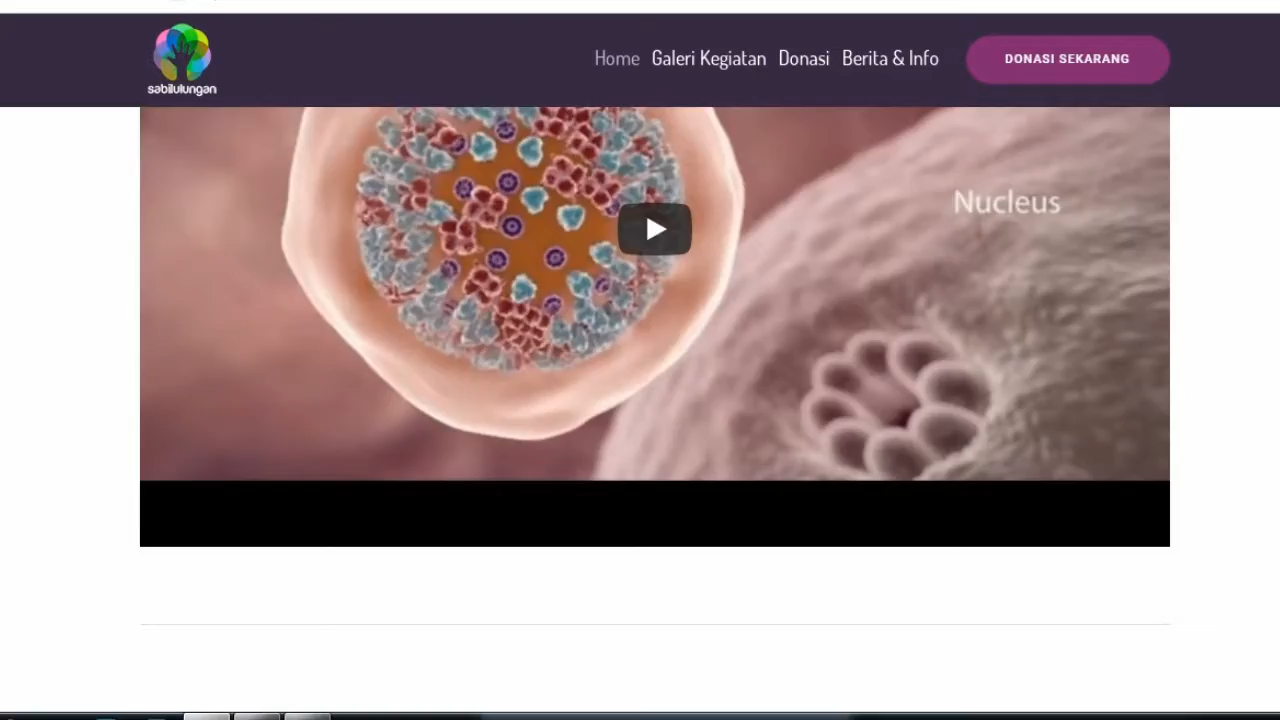 sabilulungan
Home Galeri Kegiatan Donasi Berita & Info
DONASI SEKARANG
Nucleus